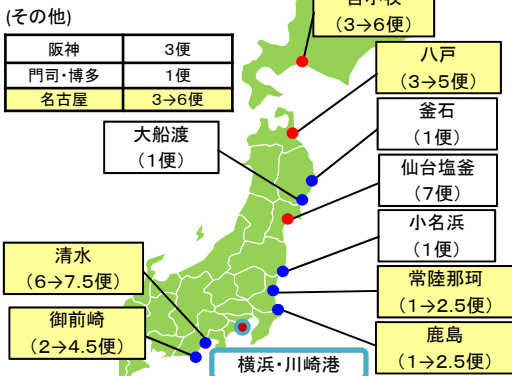 (その他)
阪神 3便
門司・博多 1便
名古屋 3→6便
(3→6便)
八戸
(3→5便)
釜石
(1便)
大船渡
(1便)
仙台塩釜
(7便)
小名浜
(1便)
清水
(6→7.5便)
常陸那珂
(1→2.5便)
御前崎
(2→4.5便)
鹿島
(1→2.5便)
横浜・川崎港